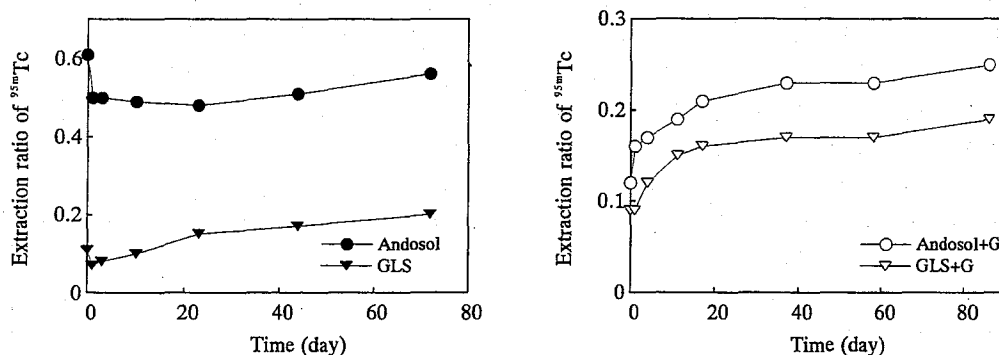 Extraction ratio of ⁹⁵ᵐTc
0.6
0.4
0.2
0
Andosol
GLS
0 20 40 60 80
Time (day)
Extraction ratio of ⁹⁵ᵐTc
0.3
0.2
0.1
0
Andosol+G
GLS+G
0 20 40 60 80
Time (day)